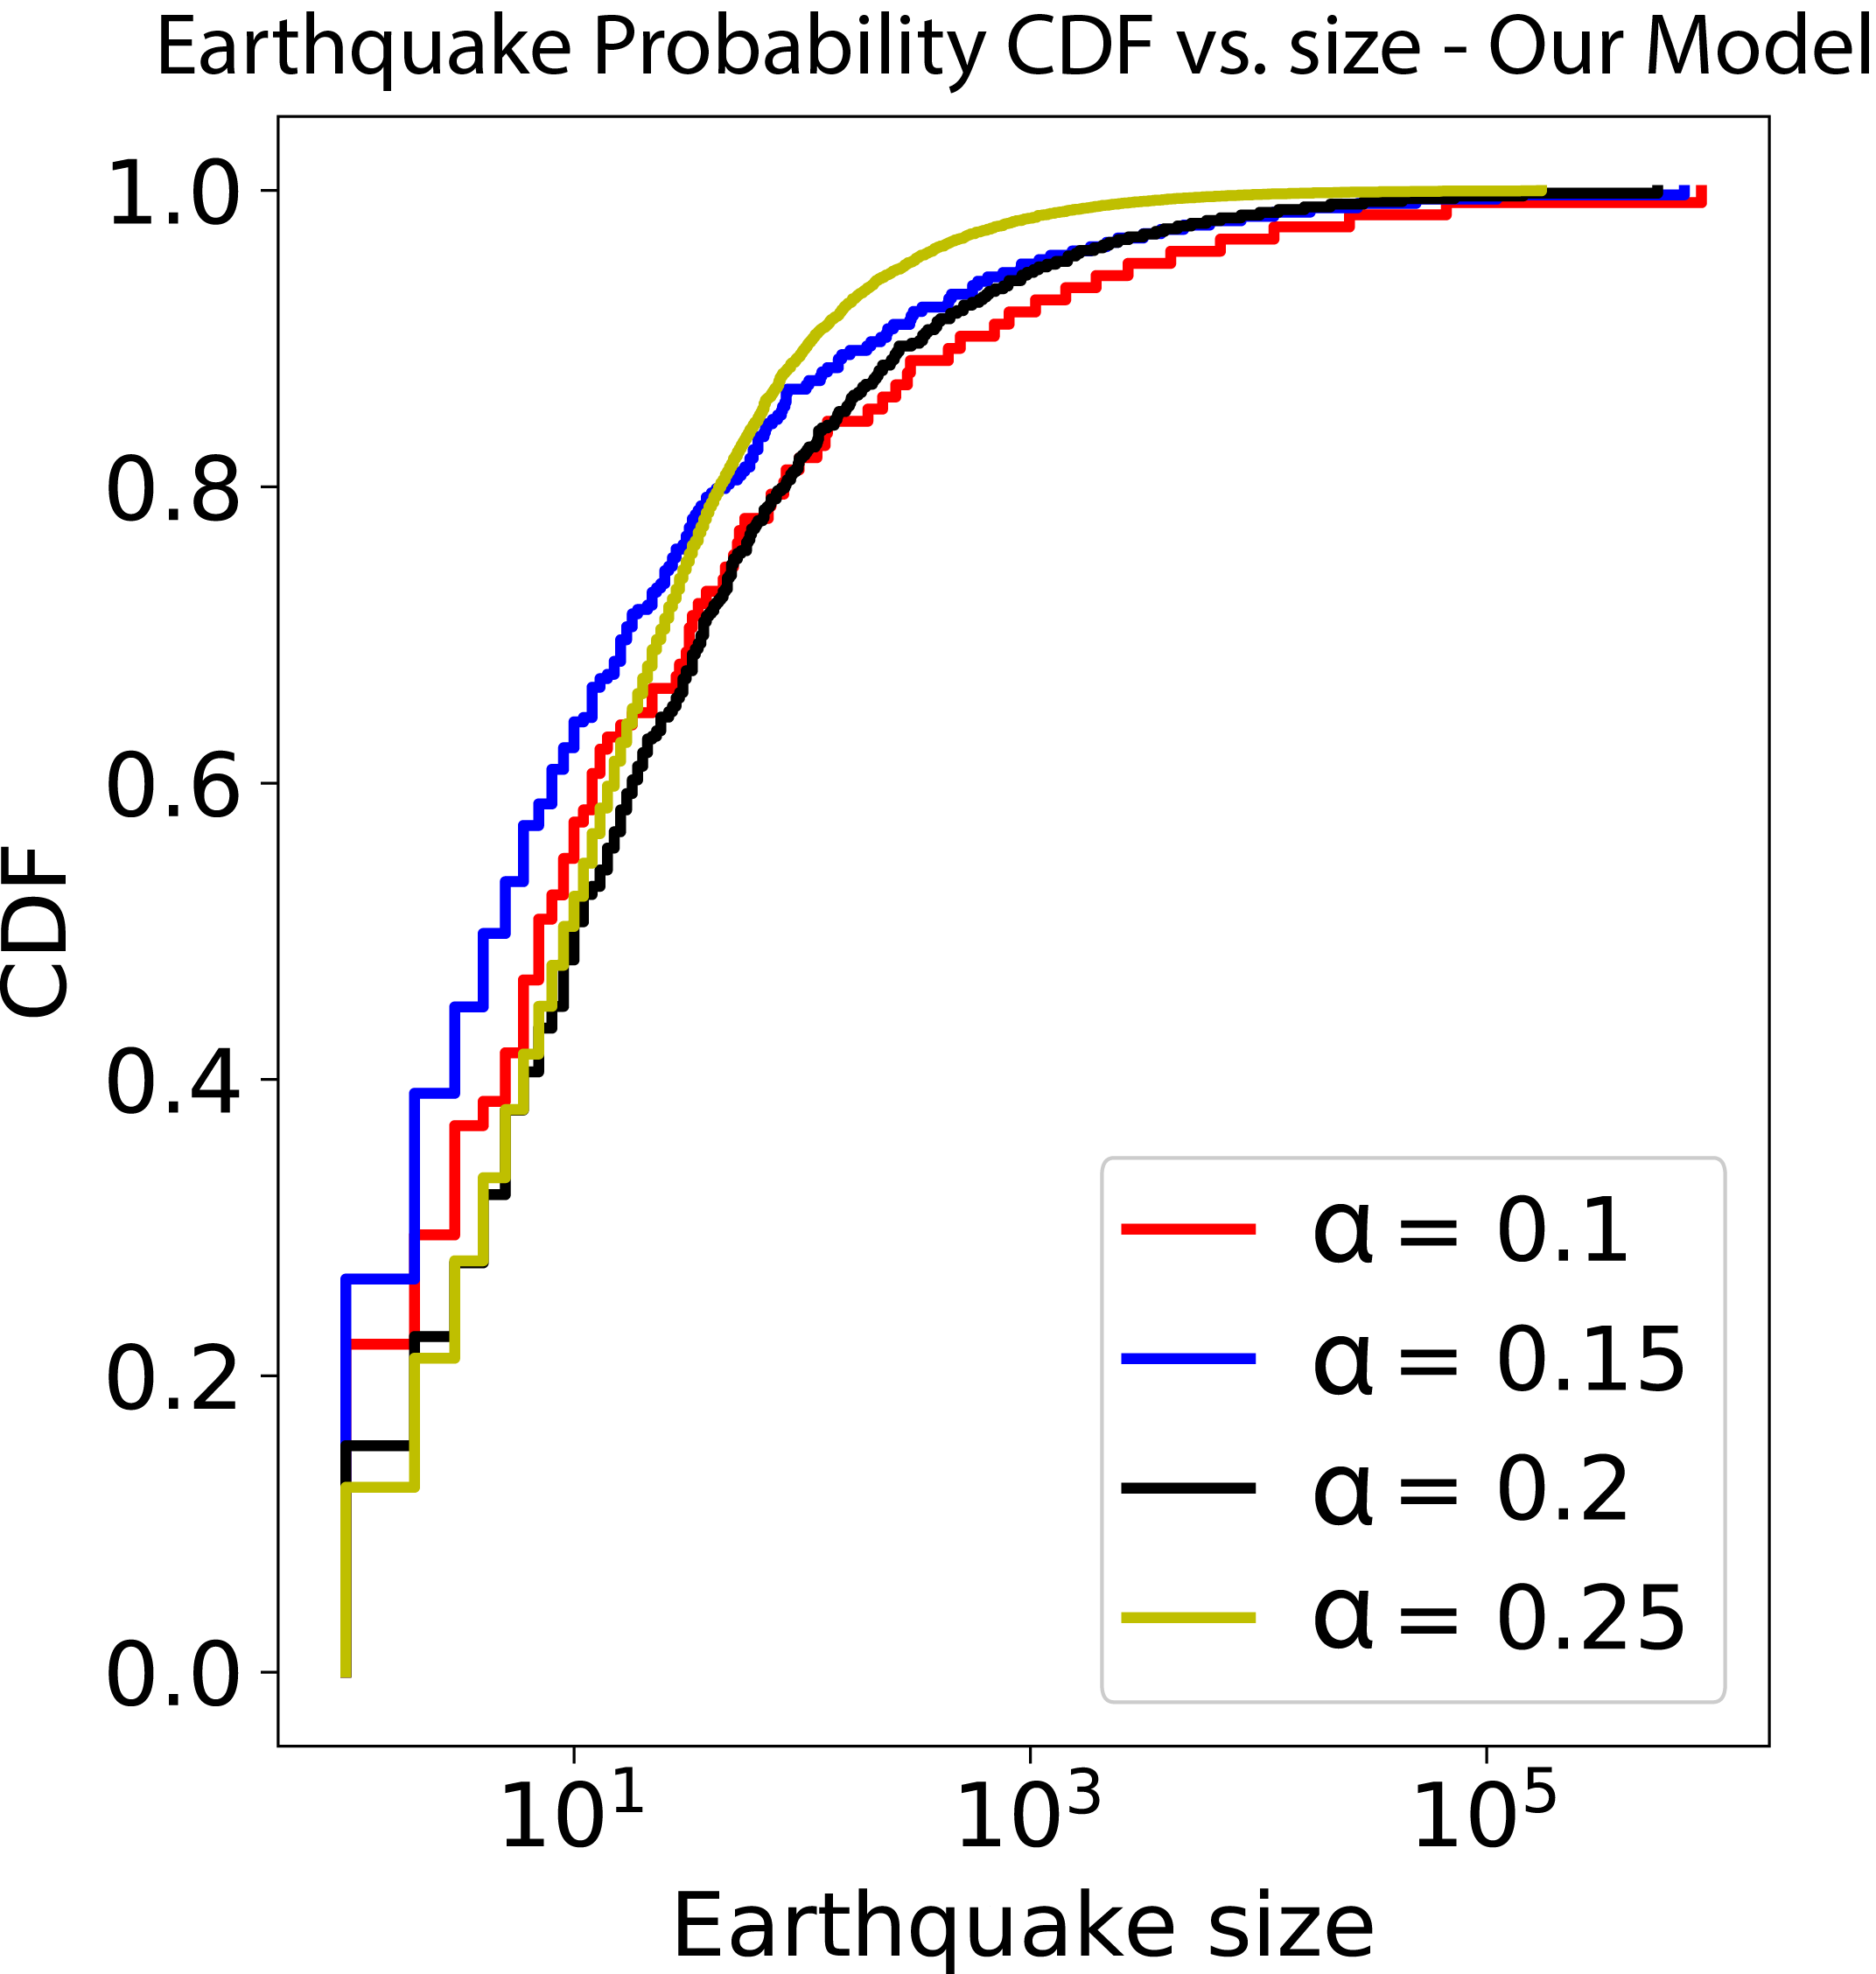 Earthquake Probability CDF vs. size - Our Model
1.0
0.8
0.6
0.4
0.2
0.0
CDF
α = 0.1
α = 0.15
α = 0.2
α = 0.25
10¹ 10³ 10⁵
Earthquake size